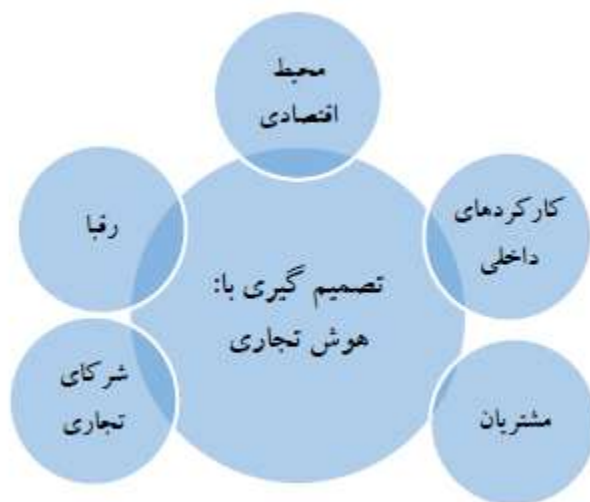 محیط
اقتصادی
کارکردهای
داخلی
رقبا
تصمیم گیری با:
هوش تجاری
شرکای
تجاری
مشتریان